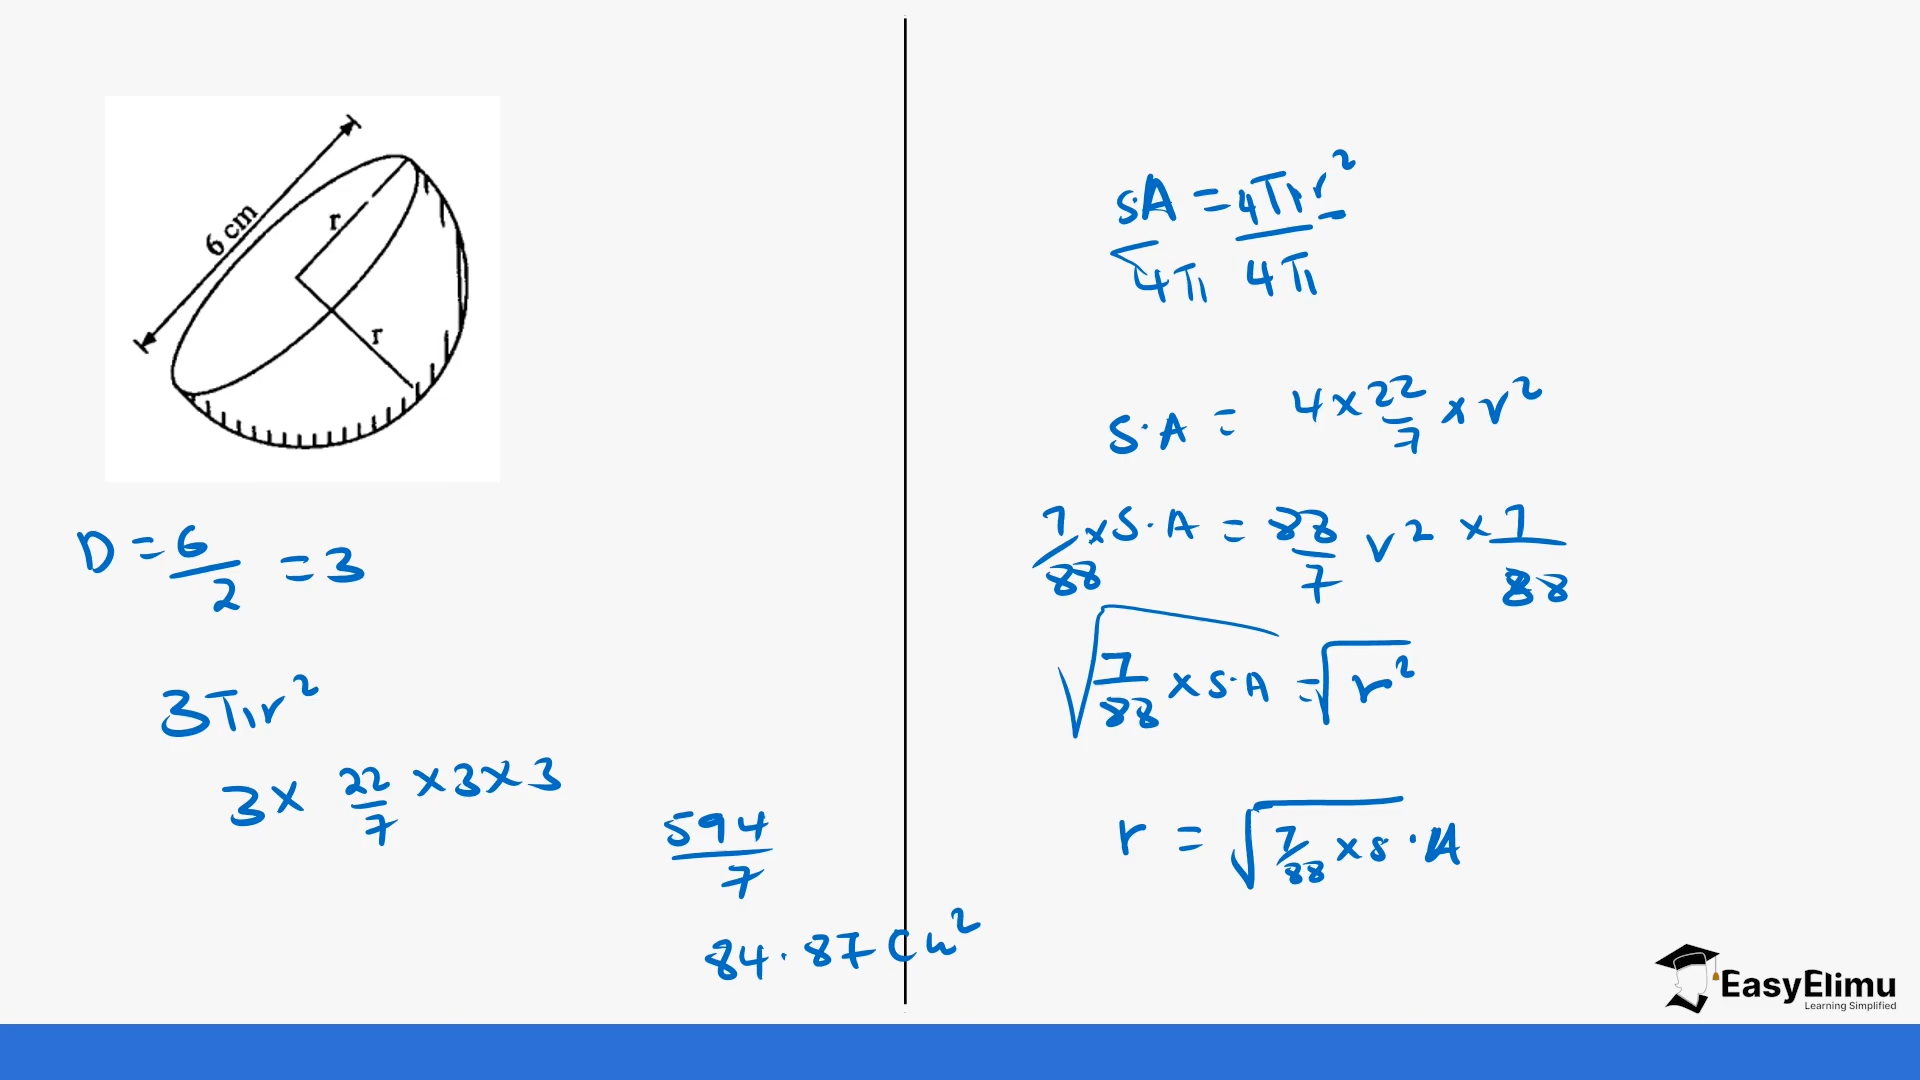 6 cm
r
r
D = 6/2 = 3
3πr²
3 × 22/7 × 3 × 3
594/7
84.87 Cm²
S.A/4π = 4πr²/4π
S.A = 4 × 22/7 × r²
7/88 × S.A = 88/7 r² × 7/88
√(7/88 × S.A) = √r²
r = √(7/88 × S.A)
EasyElimu
Learning Simplified